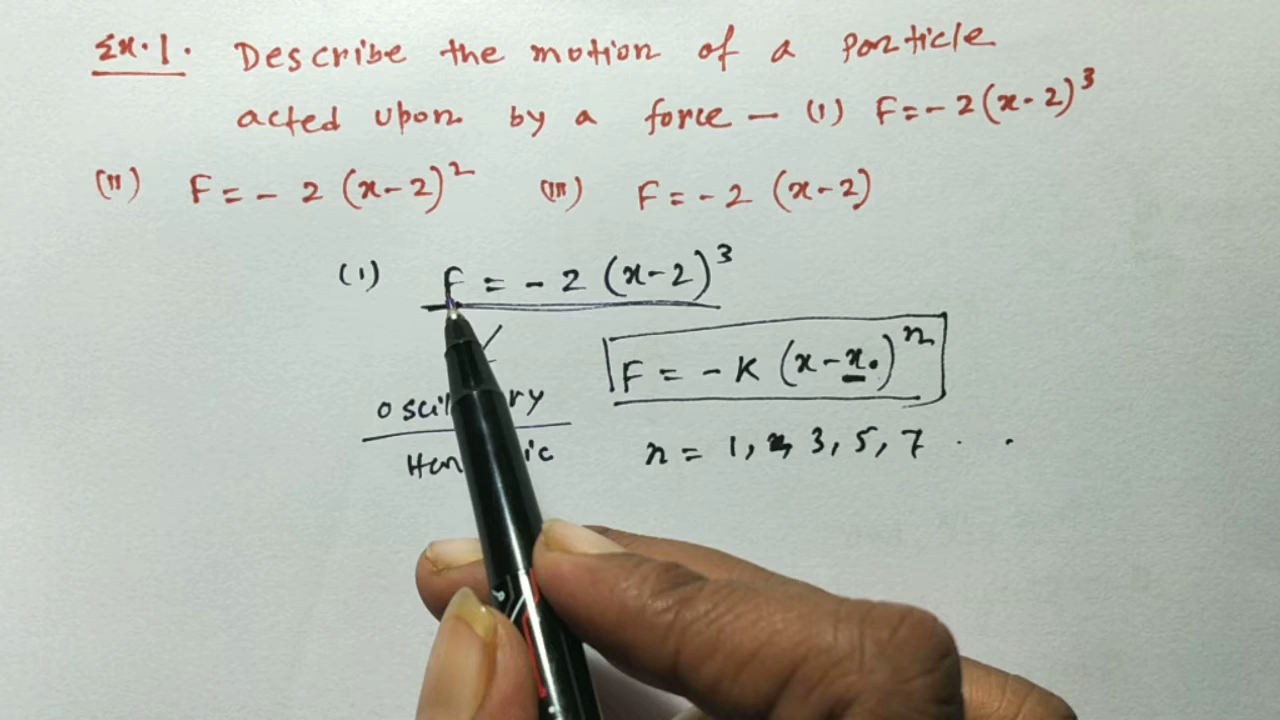 Ex.1. Describe the motion of a particle
acted upon by a force – (I) F=-2(x-2)³
(II) F=-2(x-2)² (III) F=-2(x-2)
(I) F = -2(x-2)³
F = -K(x-x₀)ⁿ
n = 1, 3, 5, 7 . .